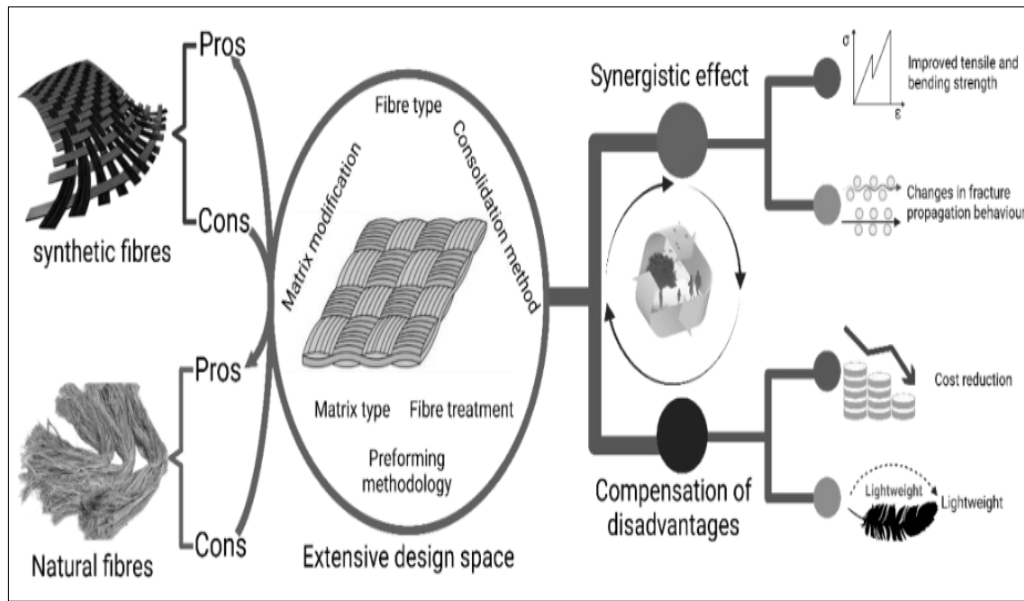 Pros
Cons
synthetic fibres
Pros
Cons
Natural fibres
Fibre type
Matrix modification
Consolidation method
Matrix type
Fibre treatment
Preforming
methodology
Extensive design space
Synergistic effect
σ
ε
Improved tensile and
bending strength
Changes in fracture
propagation behaviour
Compensation of
disadvantages
Cost reduction
Lightweight
Lightweight